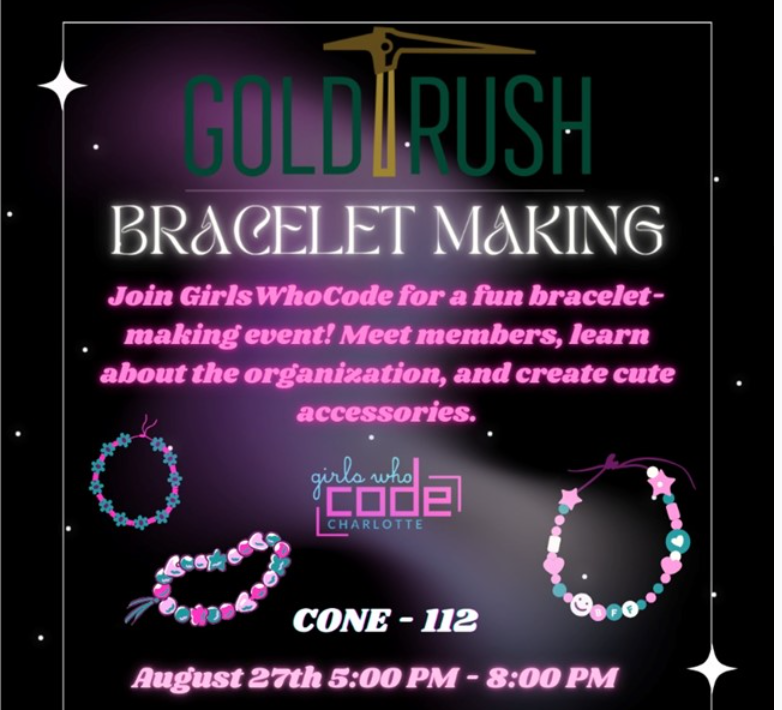 GOLD RUSH
BRACELET MAKING
Join GirlsWhoCode for a fun bracelet-
making event! Meet members, learn
about the organization, and create cute
accessories.
girls who
code
CHARLOTTE
BFF
CONE - 112
August 27th 5:00 PM - 8:00 PM